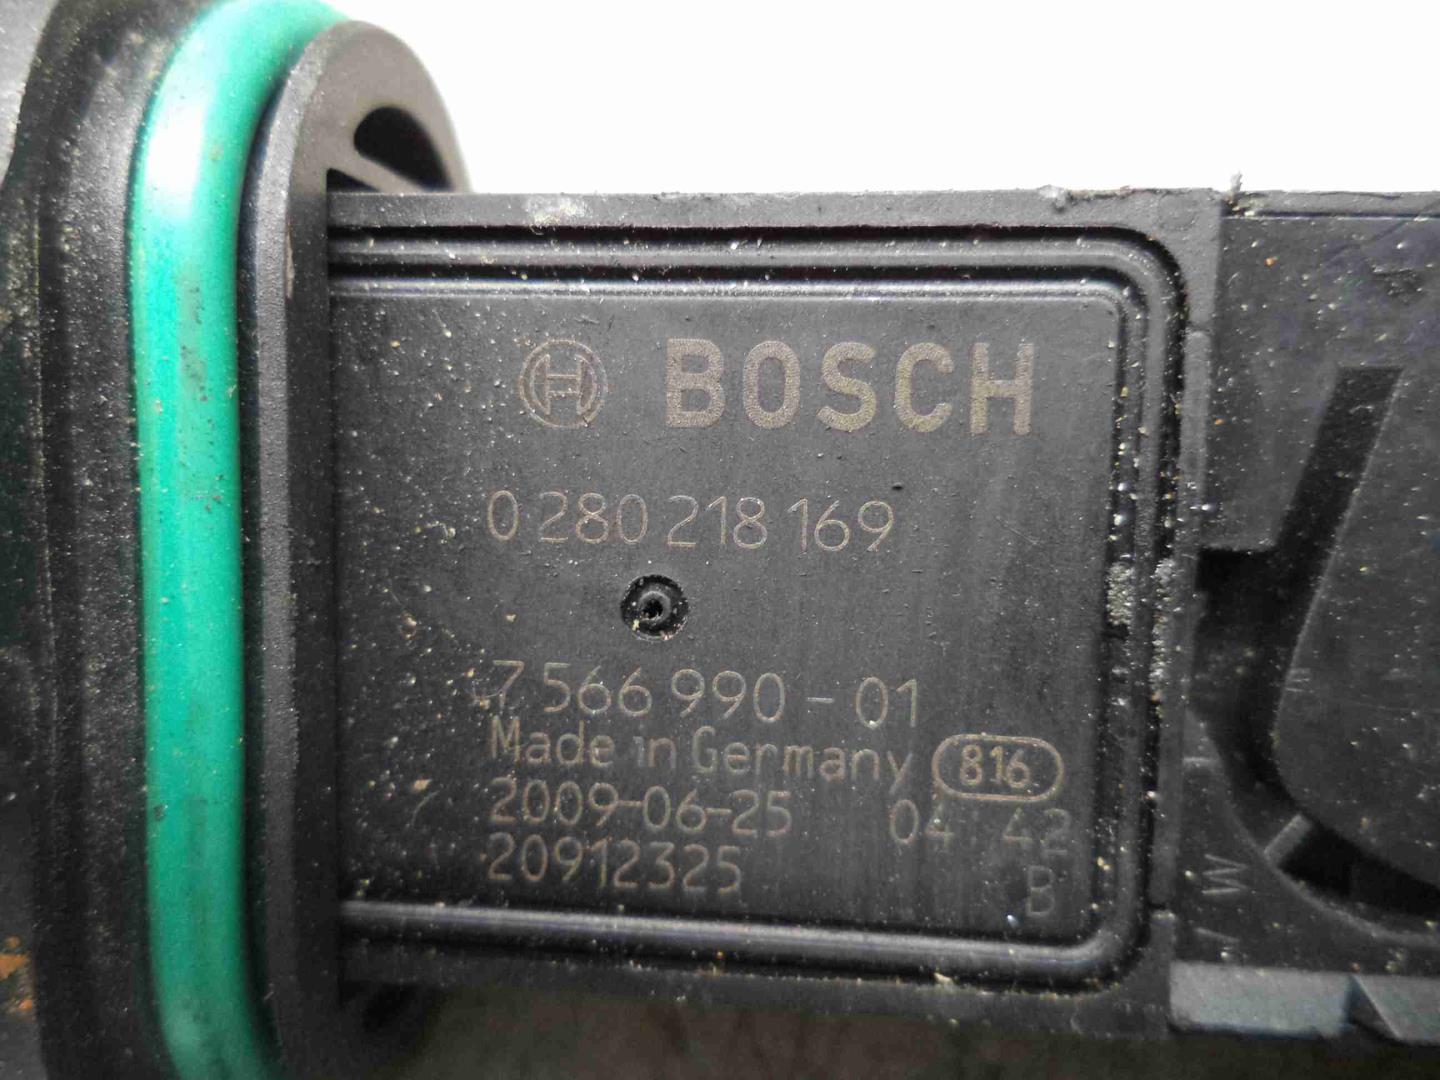 BOSCH
0 280 218 169
7 566 990 - 01
Made in Germany 816
2009-06-25 04 42
20912325 B
W